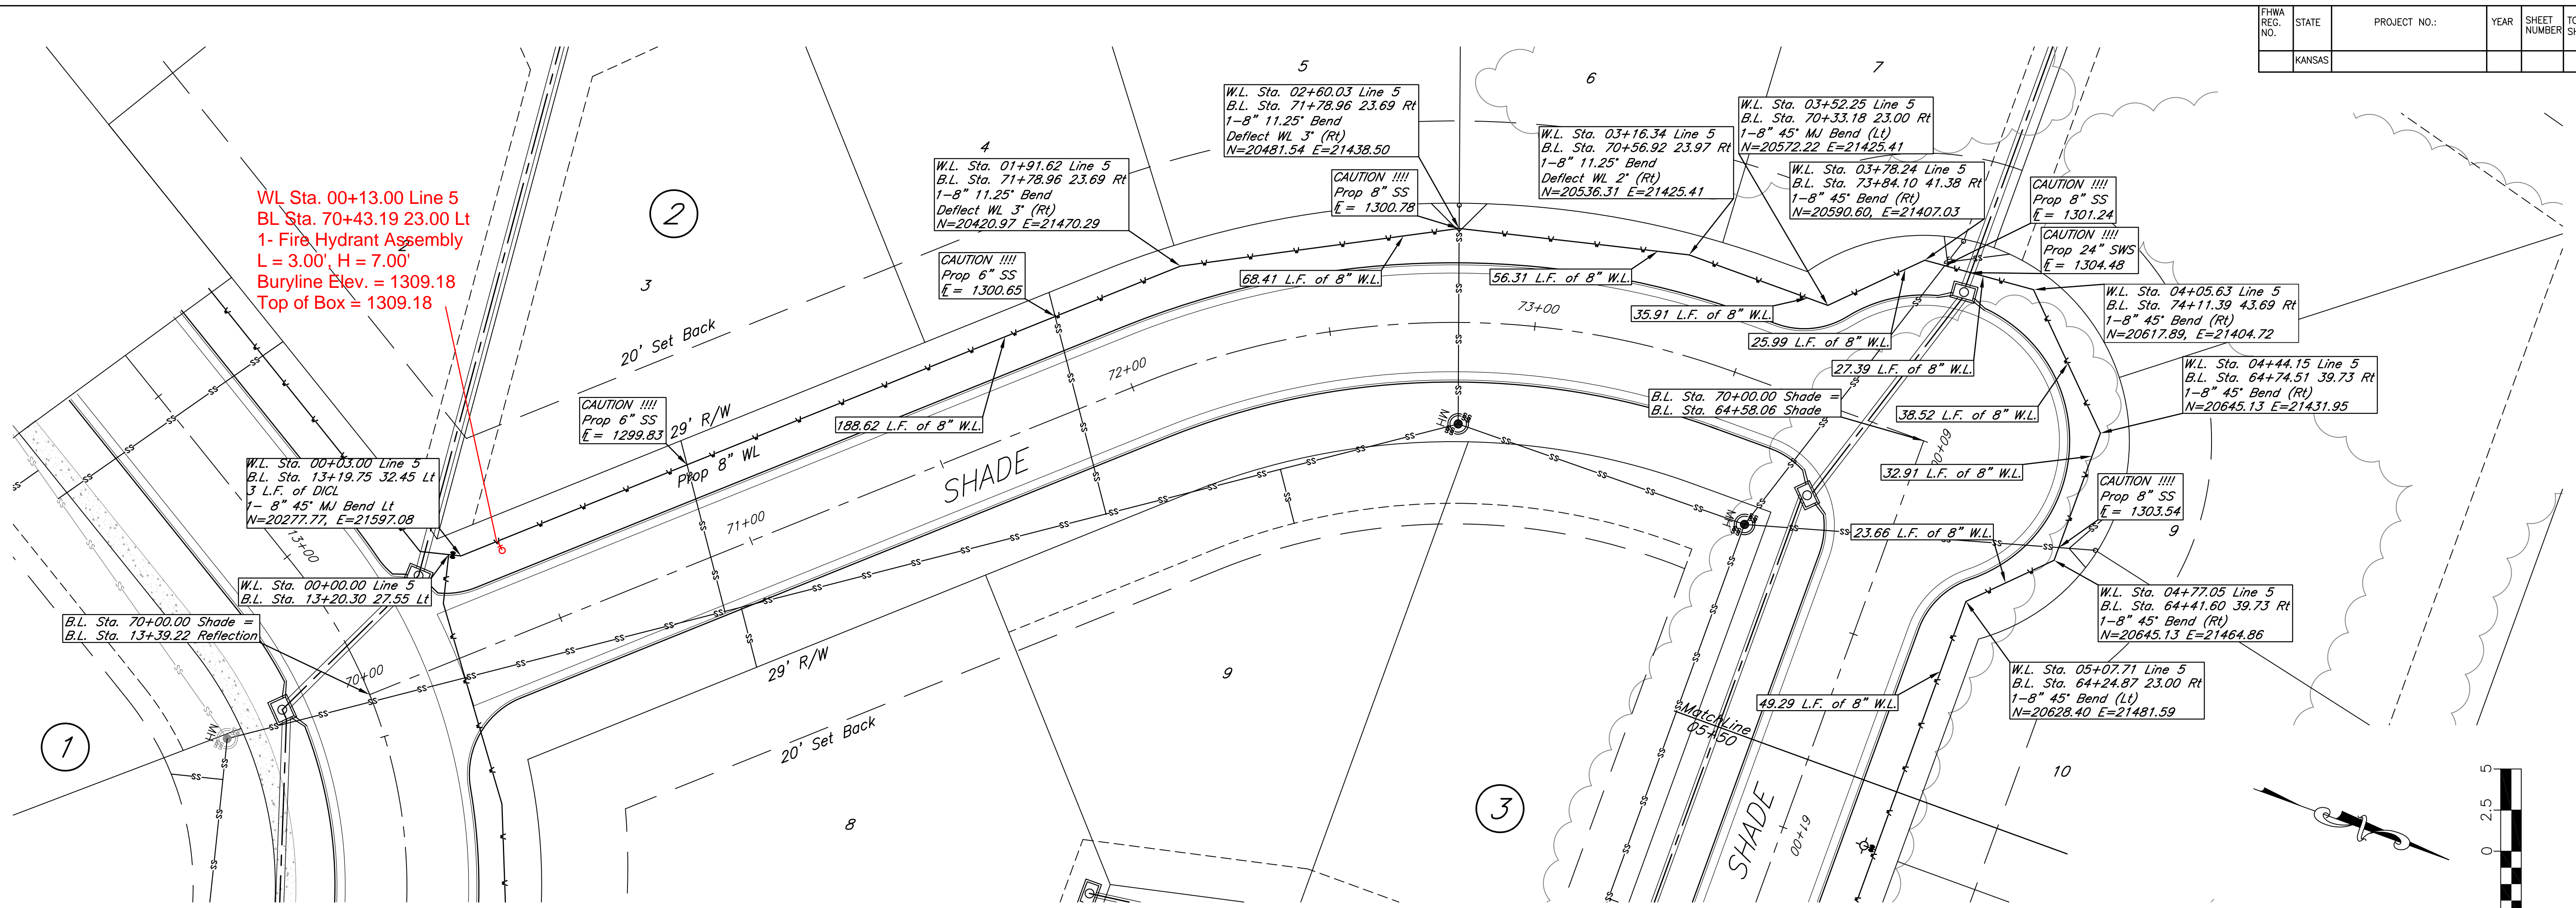 FHWA
REG.
NO.
STATE
PROJECT NO.:
YEAR
SHEET
NUMBER
KANSAS
5
6
7
W.L. Sta. 02+60.03 Line 5
B.L. Sta. 71+78.96 23.69 Rt
1-8" 11.25° Bend
Deflect WL 3° (Rt)
N=20481.54 E=21438.50
W.L. Sta. 03+52.25 Line 5
B.L. Sta. 70+33.18 23.00 Rt
1-8" 45° MJ Bend (Lt)
N=20572.22 E=21425.41
W.L. Sta. 03+16.34 Line 5
B.L. Sta. 70+56.92 23.97 Rt
1-8" 11.25° Bend
Deflect WL 2° (Rt)
N=20536.31 E=21425.41
4
W.L. Sta. 01+91.62 Line 5
B.L. Sta. 71+78.96 23.69 Rt
1-8" 11.25° Bend
Deflect WL 3° (Rt)
N=20420.97 E=21470.29
CAUTION !!!!
Prop 8" SS
℄ = 1300.78
W.L. Sta. 03+78.24 Line 5
B.L. Sta. 73+84.10 41.38 Rt
1-8" 45° Bend (Rt)
N=20590.60, E=21407.03
CAUTION !!!!
Prop 8" SS
℄ = 1301.24
WL Sta. 00+13.00 Line 5
BL Sta. 70+43.19 23.00 Lt
1- Fire Hydrant Assembly
L = 3.00', H = 7.00'
Buryline Elev. = 1309.18
Top of Box = 1309.18
2
2
3
CAUTION !!!!
Prop 6" SS
℄ = 1300.65
68.41 L.F. of 8" W.L.
56.31 L.F. of 8" W.L.
CAUTION !!!!
Prop 24" SWS
℄ = 1304.48
W.L. Sta. 04+05.63 Line 5
B.L. Sta. 74+11.39 43.69 Rt
1-8" 45° Bend (Rt)
N=20617.89, E=21404.72
20' Set Back
35.91 L.F. of 8" W.L.
73+00
25.99 L.F. of 8" W.L.
27.39 L.F. of 8" W.L.
W.L. Sta. 04+44.15 Line 5
B.L. Sta. 64+74.51 39.73 Rt
1-8" 45° Bend (Rt)
N=20645.13 E=21431.95
72+00
CAUTION !!!!
Prop 6" SS
℄ = 1299.83
29' R/W
188.62 L.F. of 8" W.L.
B.L. Sta. 70+00.00 Shade =
B.L. Sta. 64+58.06 Shade
38.52 L.F. of 8" W.L.
MH
60+00
Prop 8" WL
SHADE
W.L. Sta. 00+03.00 Line 5
B.L. Sta. 13+19.75 32.45 Lt
3 L.F. of DICL
1- 8" 45° MJ Bend Lt
N=20277.77, E=21597.08
32.91 L.F. of 8" W.L.
CAUTION !!!!
Prop 8" SS
℄ = 1303.54
71+00
13+00
MH
23.66 L.F. of 8" W.L.
9
W.L. Sta. 00+00.00 Line 5
B.L. Sta. 13+20.30 27.55 Lt
B.L. Sta. 70+00.00 Shade =
B.L. Sta. 13+39.22 Reflection
W.L. Sta. 04+77.05 Line 5
B.L. Sta. 64+41.60 39.73 Rt
1-8" 45° Bend (Rt)
N=20645.13 E=21464.86
70+00
29' R/W
9
W.L. Sta. 05+07.71 Line 5
B.L. Sta. 64+24.87 23.00 Rt
1-8" 45° Bend (Lt)
N=20628.40 E=21481.59
49.29 L.F. of 8" W.L.
1
MH
20' Set Back
MatchLine
05+50
10
8
3
SHADE
61+00
5
2.5
0